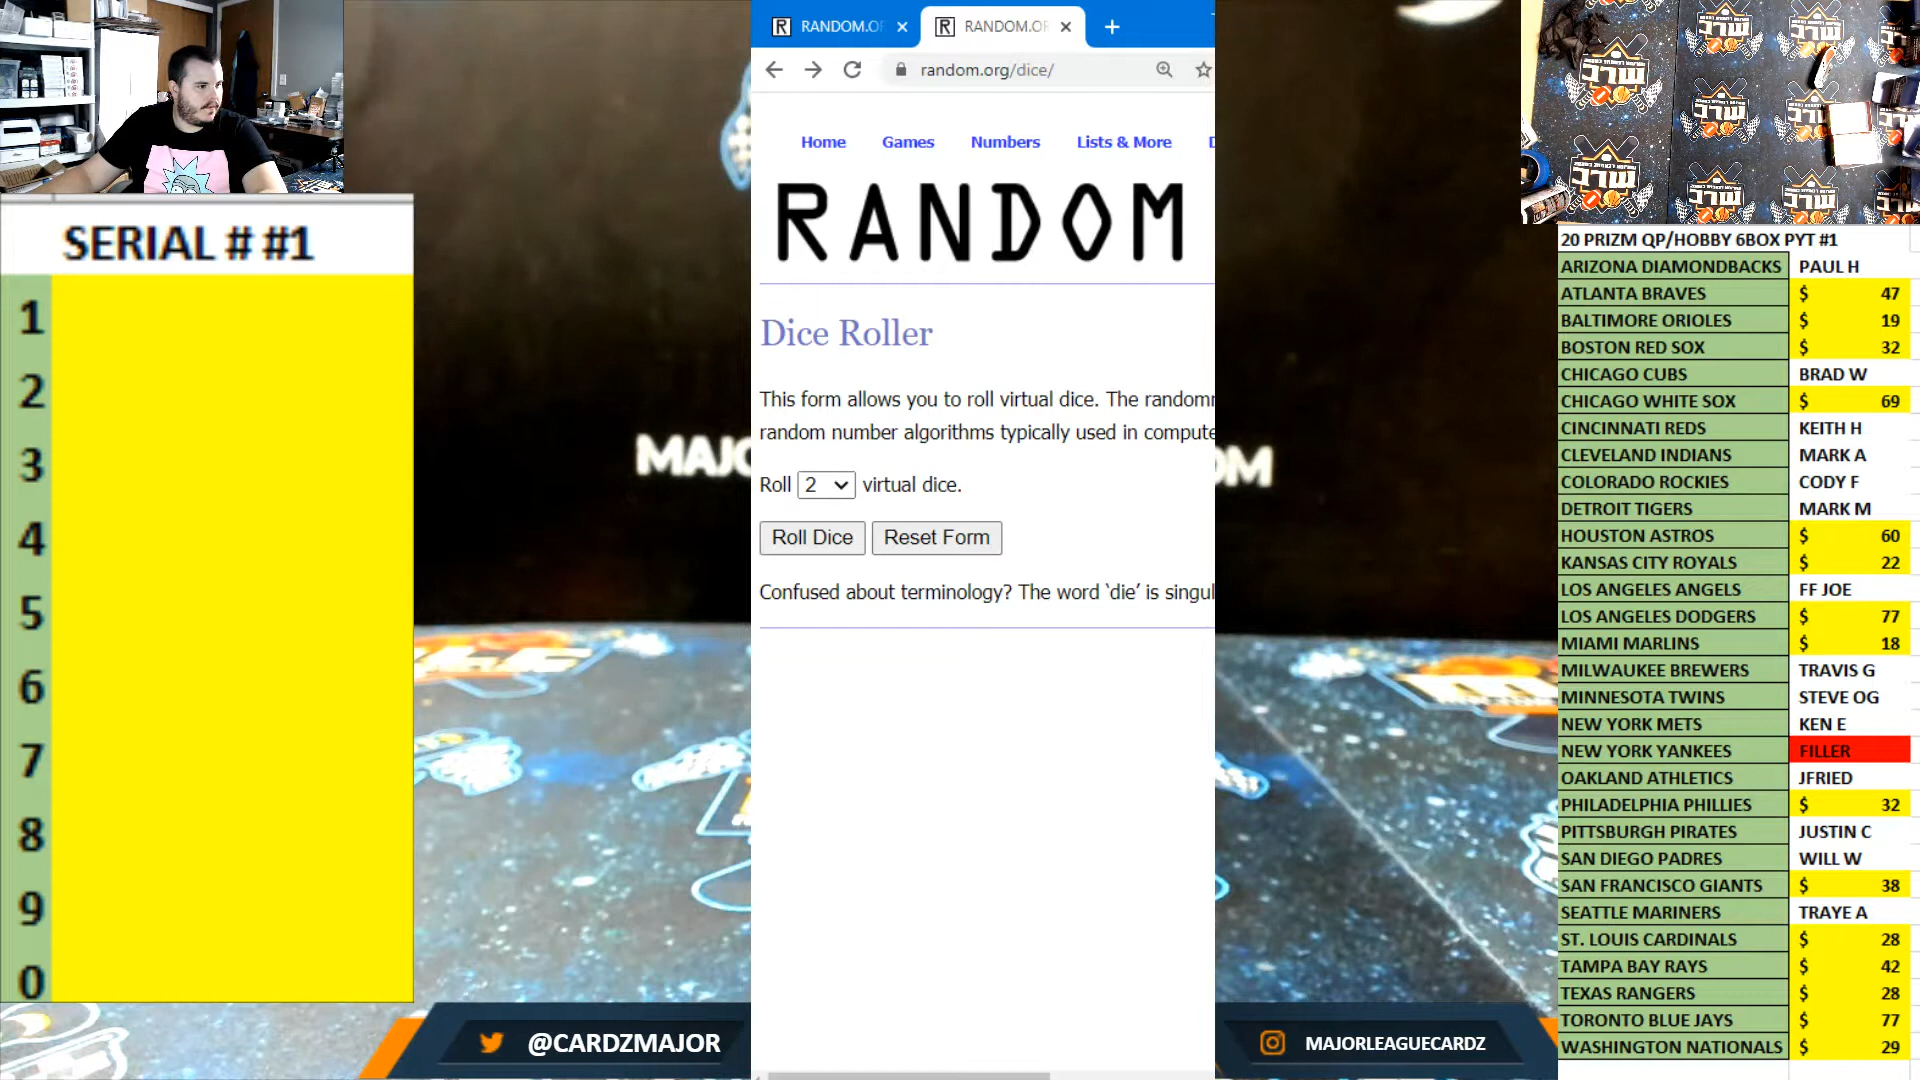 SERIAL # #1
1
2
3
4
5
6
7
8
9
0
@CARDZMAJOR
RANDOM.OR
RANDOM.OR
random.org/dice/
Home Games Numbers Lists & More
RANDOM
Dice Roller
This form allows you to roll virtual dice. The
random number algorithms typically used in
Roll 2 virtual dice.
Roll Dice Reset Form
Confused about terminology? The word ‘die’ is
MAJORLEAGUECARDZ
20 PRIZM QP/HOBBY 6BOX PYT #1
ARIZONA DIAMONDBACKS PAUL H
ATLANTA BRAVES $ 47
BALTIMORE ORIOLES $ 19
BOSTON RED SOX $ 32
CHICAGO CUBS BRAD W
CHICAGO WHITE SOX $ 69
CINCINNATI REDS KEITH H
CLEVELAND INDIANS MARK A
COLORADO ROCKIES CODY F
DETROIT TIGERS MARK M
HOUSTON ASTROS $ 60
KANSAS CITY ROYALS $ 22
LOS ANGELES ANGELS FF JOE
LOS ANGELES DODGERS $ 77
MIAMI MARLINS $ 18
MILWAUKEE BREWERS TRAVIS G
MINNESOTA TWINS STEVE OG
NEW YORK METS KEN E
NEW YORK YANKEES FILLER
OAKLAND ATHLETICS JFRIED
PHILADELPHIA PHILLIES $ 32
PITTSBURGH PIRATES JUSTIN C
SAN DIEGO PADRES WILL W
SAN FRANCISCO GIANTS $ 38
SEATTLE MARINERS TRAYE A
ST. LOUIS CARDINALS $ 28
TAMPA BAY RAYS $ 42
TEXAS RANGERS $ 28
TORONTO BLUE JAYS $ 77
WASHINGTON NATIONALS $ 29